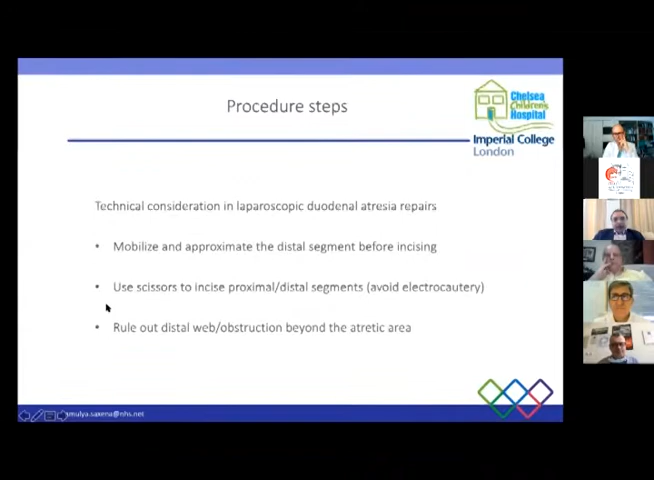 Procedure steps
Chelsea
Children's
Hospital
Imperial College
London
Technical consideration in laparoscopic duodenal atresia repairs
• Mobilize and approximate the distal segment before incising
• Use scissors to incise proximal/distal segments (avoid electrocautery)
• Rule out distal web/obstruction beyond the atretic area
amulya.saxena@nhs.net